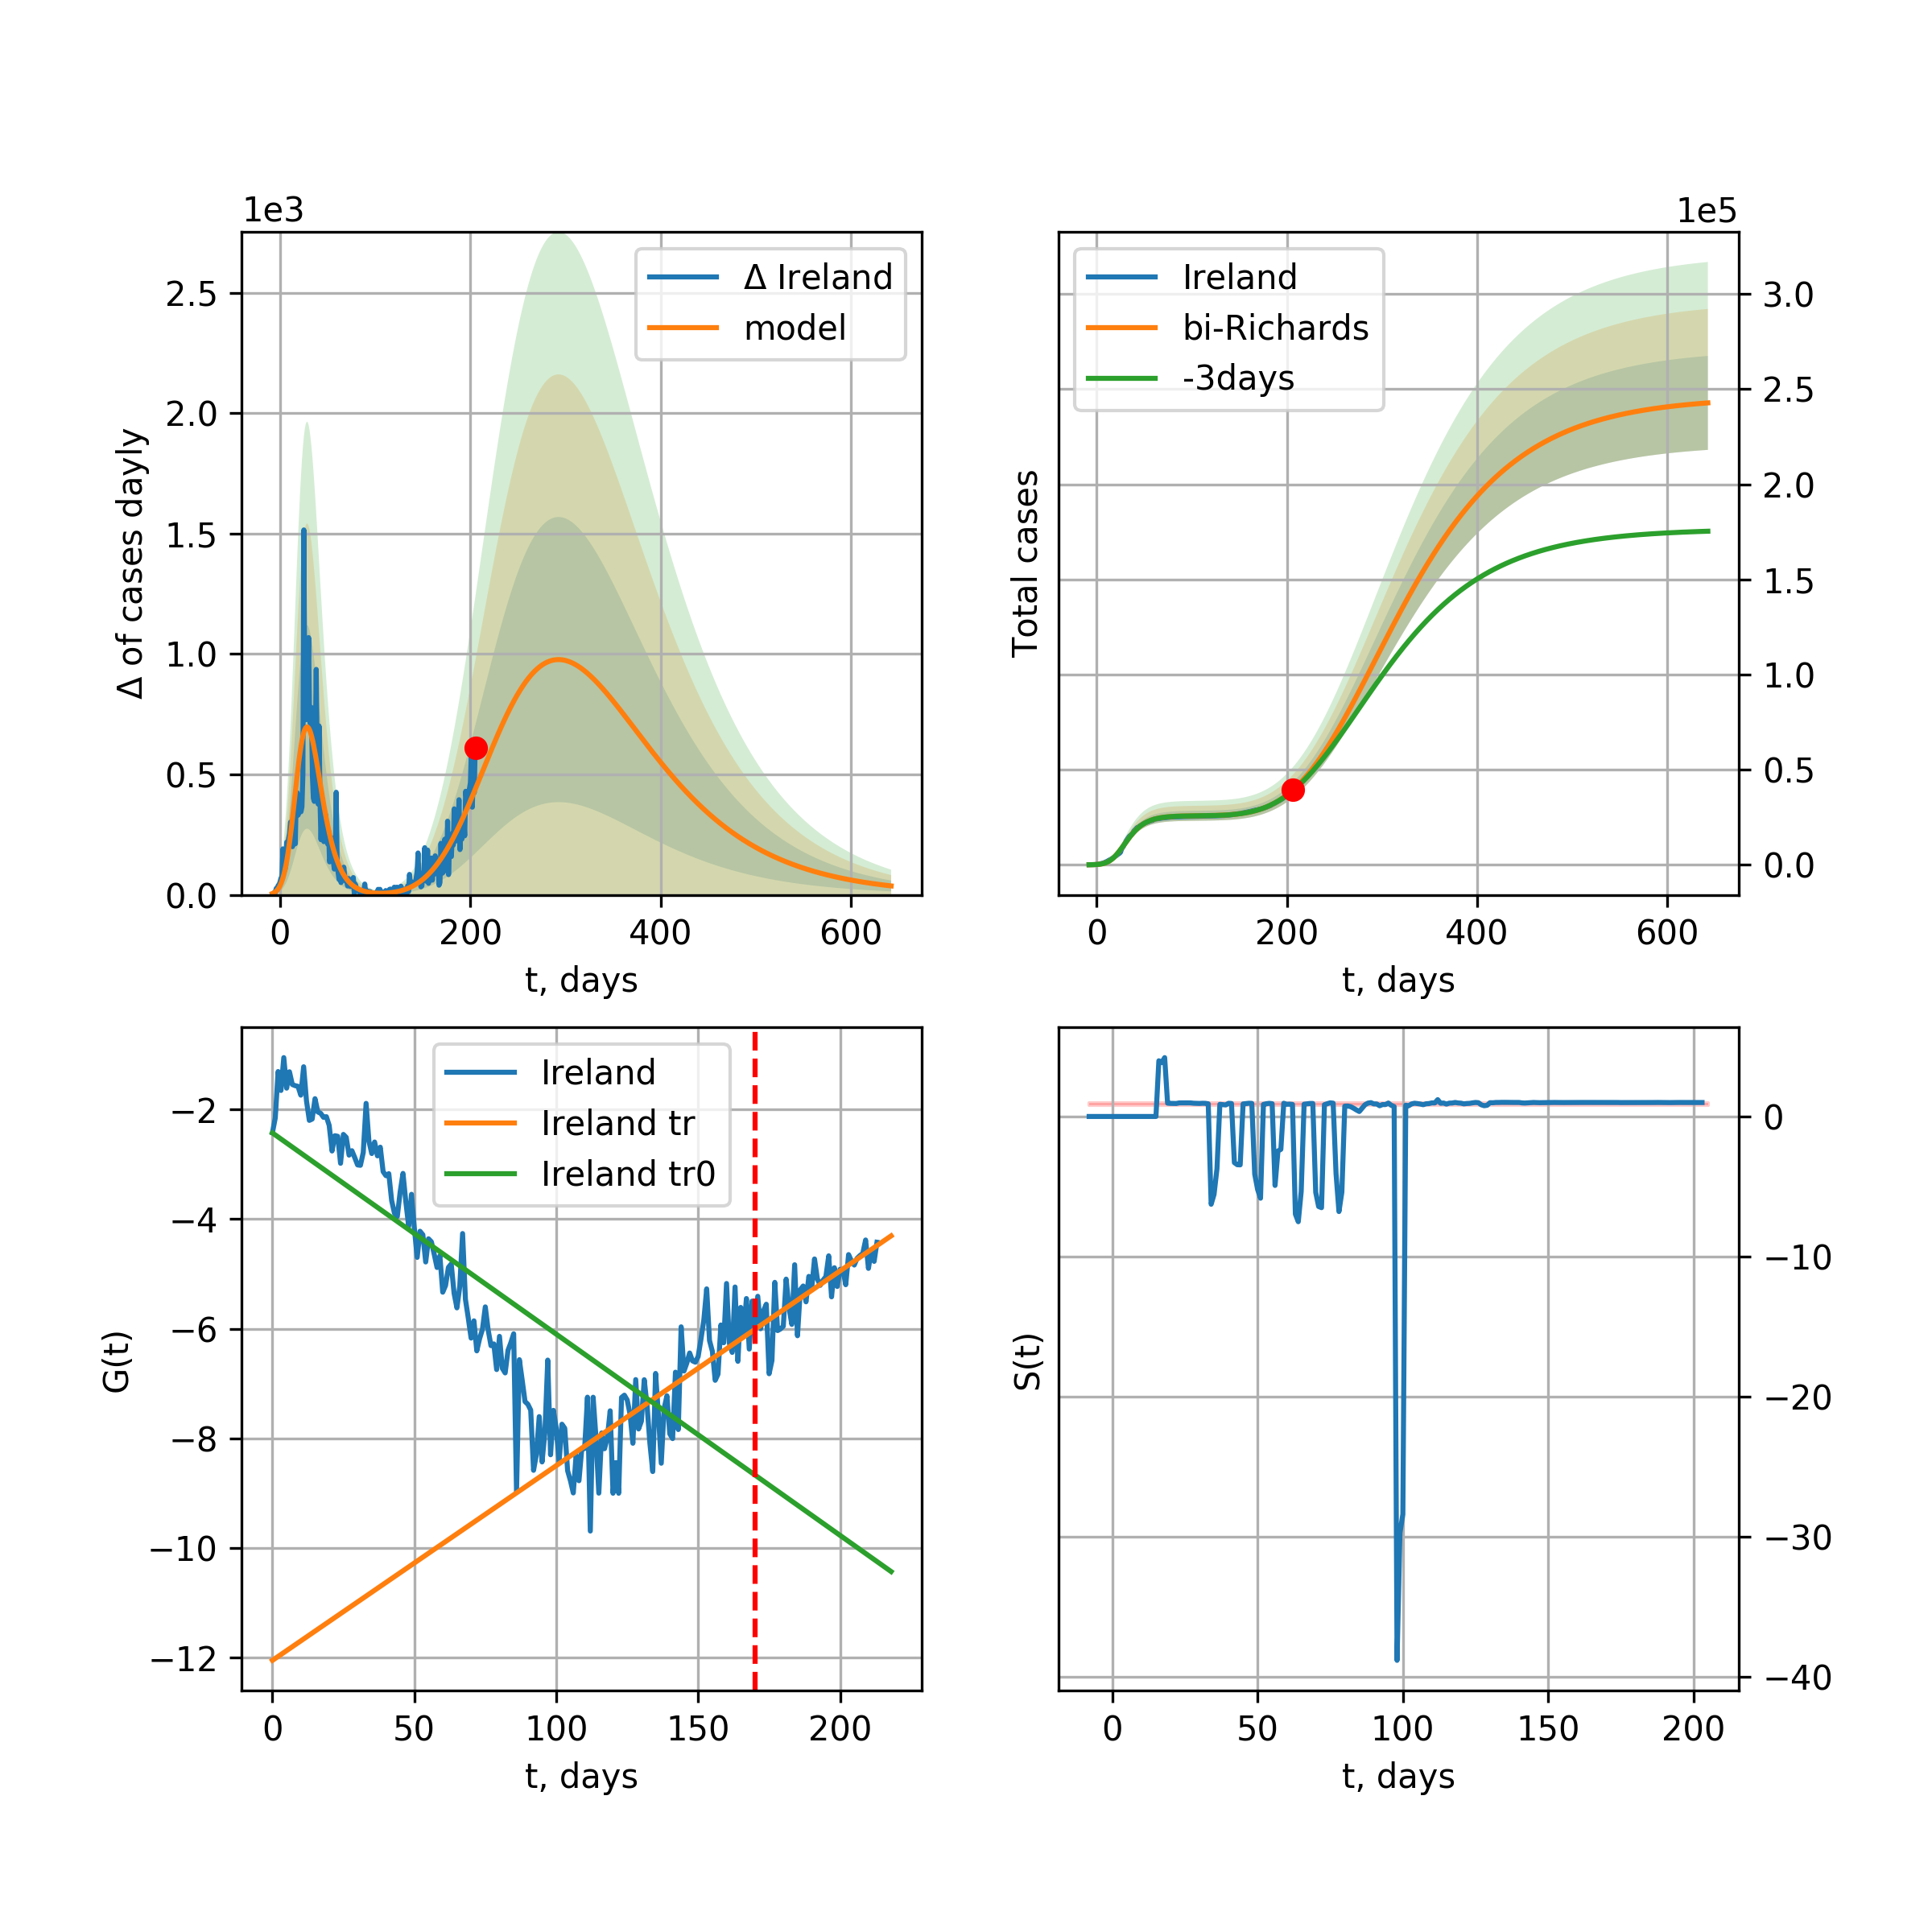 1e3
Δ of cases dayly
2.5
2.0
1.5
1.0
0.5
0.0
0 200 400 600
t, days
Δ Ireland
model
1e5
Total cases
3.0
2.5
2.0
1.5
1.0
0.5
0.0
0 200 400 600
t, days
Ireland
bi-Richards
-3days
G(t)
−2
−4
−6
−8
−10
−12
0 50 100 150 200
t, days
Ireland
Ireland tr
Ireland tr0
S(t)
0
−10
−20
−30
−40
0 50 100 150 200
t, days